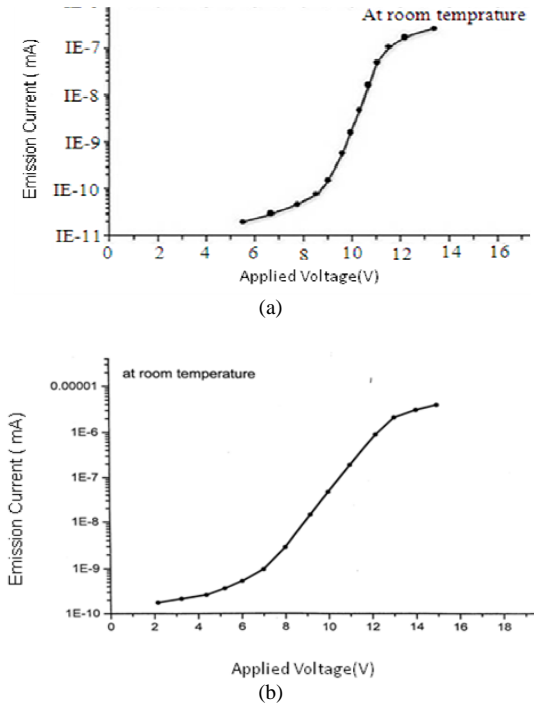 At room temprature
IE-7
IE-8
IE-9
IE-10
IE-11
Emission Current ( mA)
0 2 4 6 8 10 12 14 16
Applied Voltage(V)
(a)
at room temperature
0.00001
1E-6
1E-7
1E-8
1E-9
1E-10
Emission Current ( mA)
0 2 4 6 8 10 12 14 16 18
Applied Voltage(V)
(b)